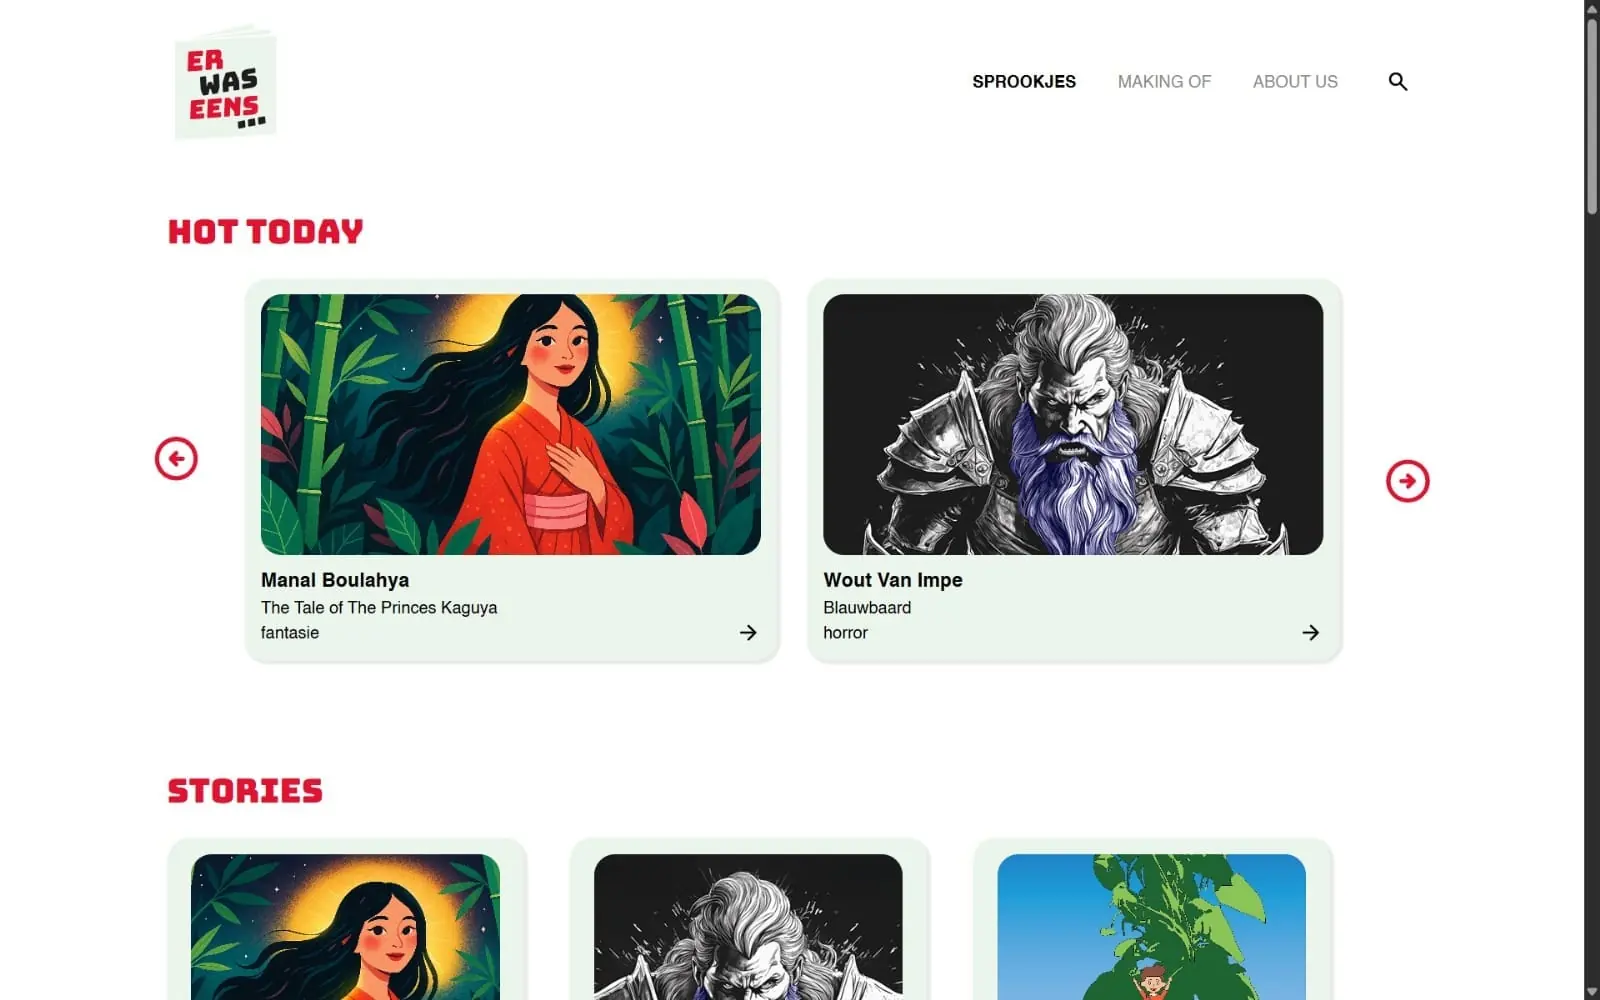 ER
WAS
EENS
...
SPROOKJES
MAKING OF
ABOUT US
HOT TODAY
Manal Boulahya
The Tale of The Princes Kaguya
fantasie
Wout Van Impe
Blauwbaard
horror
STORIES